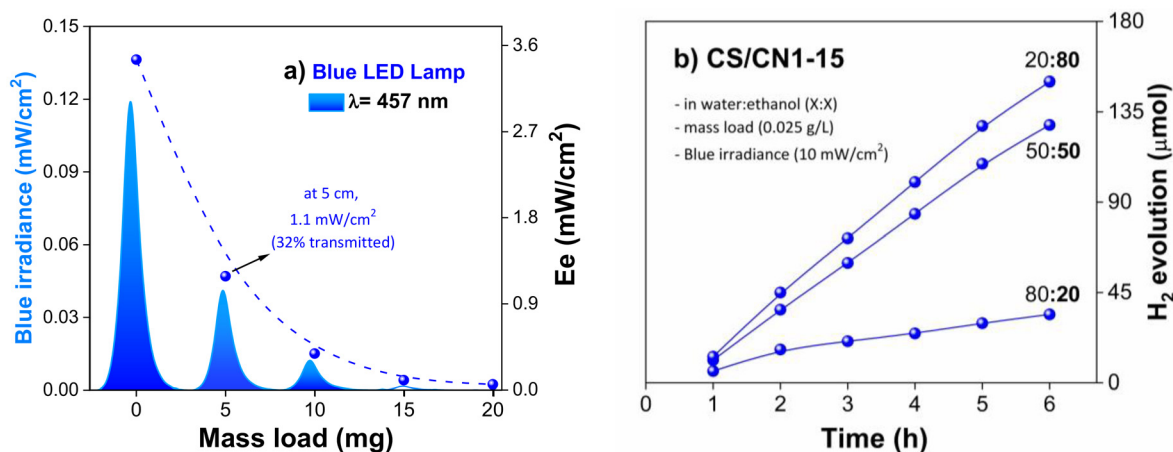 a) Blue LED Lamp
λ= 457 nm
at 5 cm,
1.1 mW/cm²
(32% transmitted)
Blue irradiance (mW/cm²)
0.15
0.12
0.09
0.06
0.03
0.00
Ee (mW/cm²)
3.6
2.7
1.8
0.9
0.0
0 5 10 15 20
Mass load (mg)
b) CS/CN1-15
- in water:ethanol (X:X)
- mass load (0.025 g/L)
- Blue irradiance (10 mW/cm²)
20:80
50:50
80:20
H₂ evolution (μmol)
180
135
90
45
0
0 1 2 3 4 5 6
Time (h)